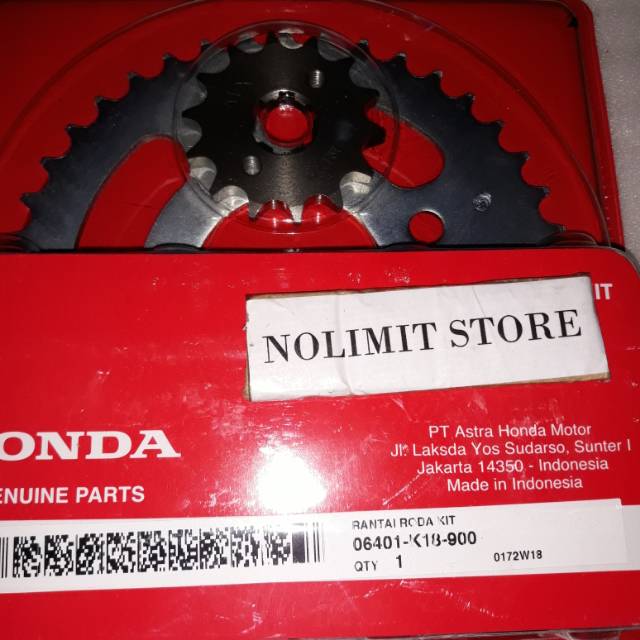 IT
NOLIMIT STORE
ONDA
ENUINE PARTS
PT Astra Honda Motor
Jl. Laksda Yos Sudarso, Sunter I
Jakarta 14350 - Indonesia
Made in Indonesia
RANTAI RODA KIT
06401-K18-900
QTY 1
0172W18